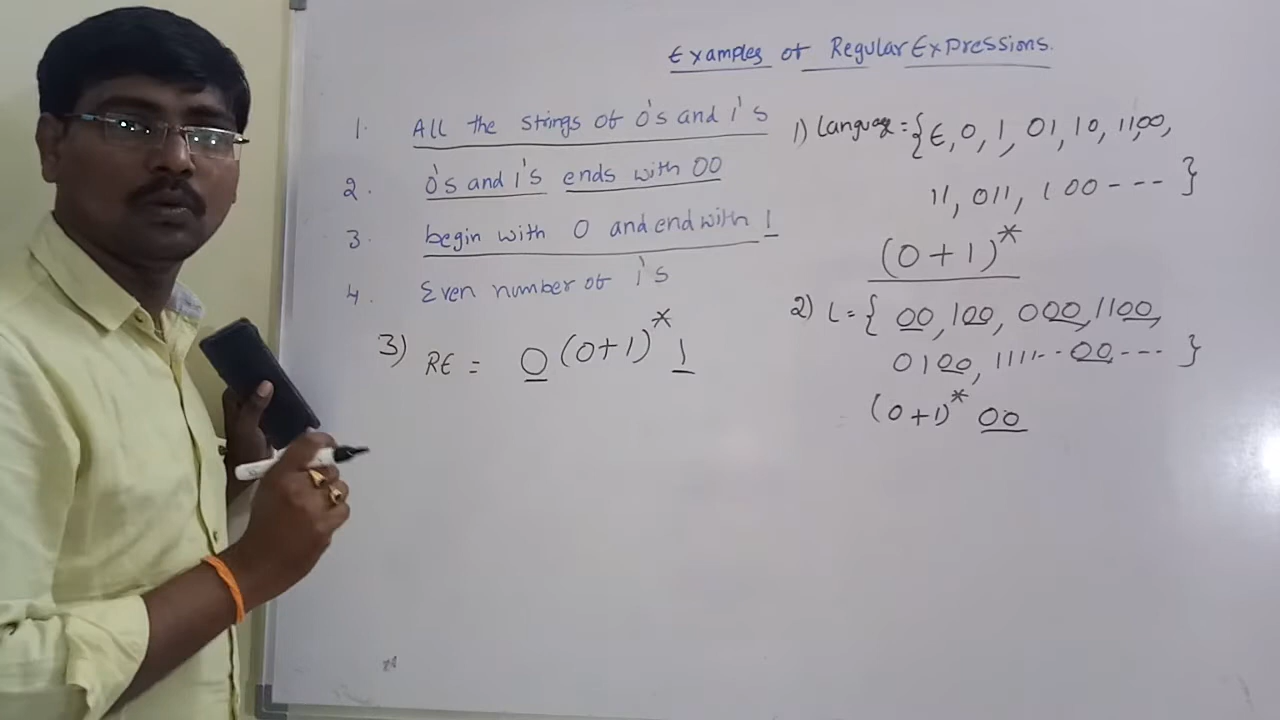 Examples of Regular Expressions.
1. All the strings of 0's and 1's
2. 0's and 1's ends with 00
3. begin with 0 and end with 1
4. Even number of 1's
3) RE = 0 (0+1)* 1
1) Language = {ε, 0, 1, 01, 10, 1100,
11, 011, 100 --- }
(0+1)*
2) L = { 00, 100, 000, 1100,
0100, 1111--00--- }
(0+1)* 00